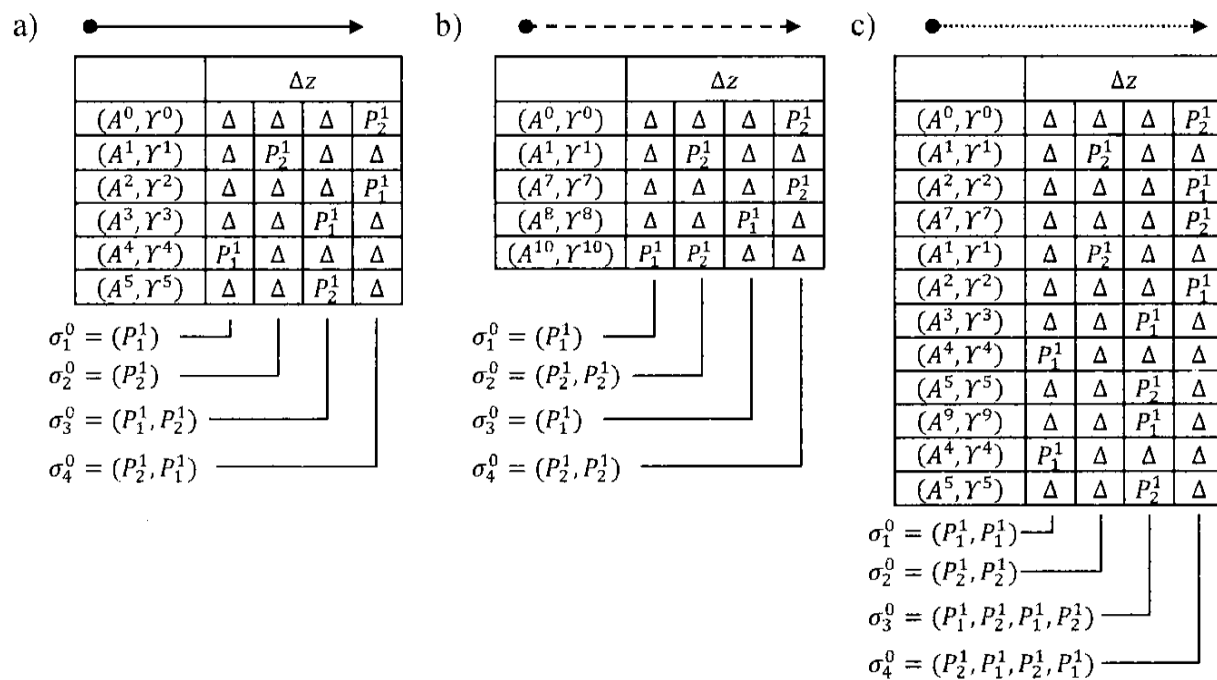 a)
Δz
(A⁰, ϒ⁰) Δ Δ Δ P₂¹
(A¹, ϒ¹) Δ P₂¹ Δ Δ
(A², ϒ²) Δ Δ Δ P₁¹
(A³, ϒ³) Δ Δ P₁¹ Δ
(A⁴, ϒ⁴) P₁¹ Δ Δ Δ
(A⁵, ϒ⁵) Δ Δ P₂¹ Δ
σ₁⁰ = (P₁¹)
σ₂⁰ = (P₂¹)
σ₃⁰ = (P₁¹, P₂¹)
σ₄⁰ = (P₂¹, P₁¹)
b)
Δz
(A⁰, ϒ⁰) Δ Δ Δ P₂¹
(A¹, ϒ¹) Δ P₂¹ Δ Δ
(A⁷, ϒ⁷) Δ Δ Δ P₂¹
(A⁸, ϒ⁸) Δ Δ P₁¹ Δ
(A¹⁰, ϒ¹⁰) P₁¹ P₂¹ Δ Δ
σ₁⁰ = (P₁¹)
σ₂⁰ = (P₂¹, P₂¹)
σ₃⁰ = (P₁¹)
σ₄⁰ = (P₂¹, P₂¹)
c)
Δz
(A⁰, ϒ⁰) Δ Δ Δ P₂¹
(A¹, ϒ¹) Δ P₂¹ Δ Δ
(A², ϒ²) Δ Δ Δ P₁¹
(A⁷, ϒ⁷) Δ Δ Δ P₂¹
(A¹, ϒ¹) Δ P₂¹ Δ Δ
(A², ϒ²) Δ Δ Δ P₁¹
(A³, ϒ³) Δ Δ P₁¹ Δ
(A⁴, ϒ⁴) P₁¹ Δ Δ Δ
(A⁵, ϒ⁵) Δ Δ P₂¹ Δ
(A⁹, ϒ⁹) Δ Δ P₁¹ Δ
(A⁴, ϒ⁴) P₁¹ Δ Δ Δ
(A⁵, ϒ⁵) Δ Δ P₂¹ Δ
σ₁⁰ = (P₁¹, P₁¹)
σ₂⁰ = (P₂¹, P₂¹)
σ₃⁰ = (P₁¹, P₂¹, P₁¹, P₂¹)
σ₄⁰ = (P₂¹, P₁¹, P₂¹, P₁¹)